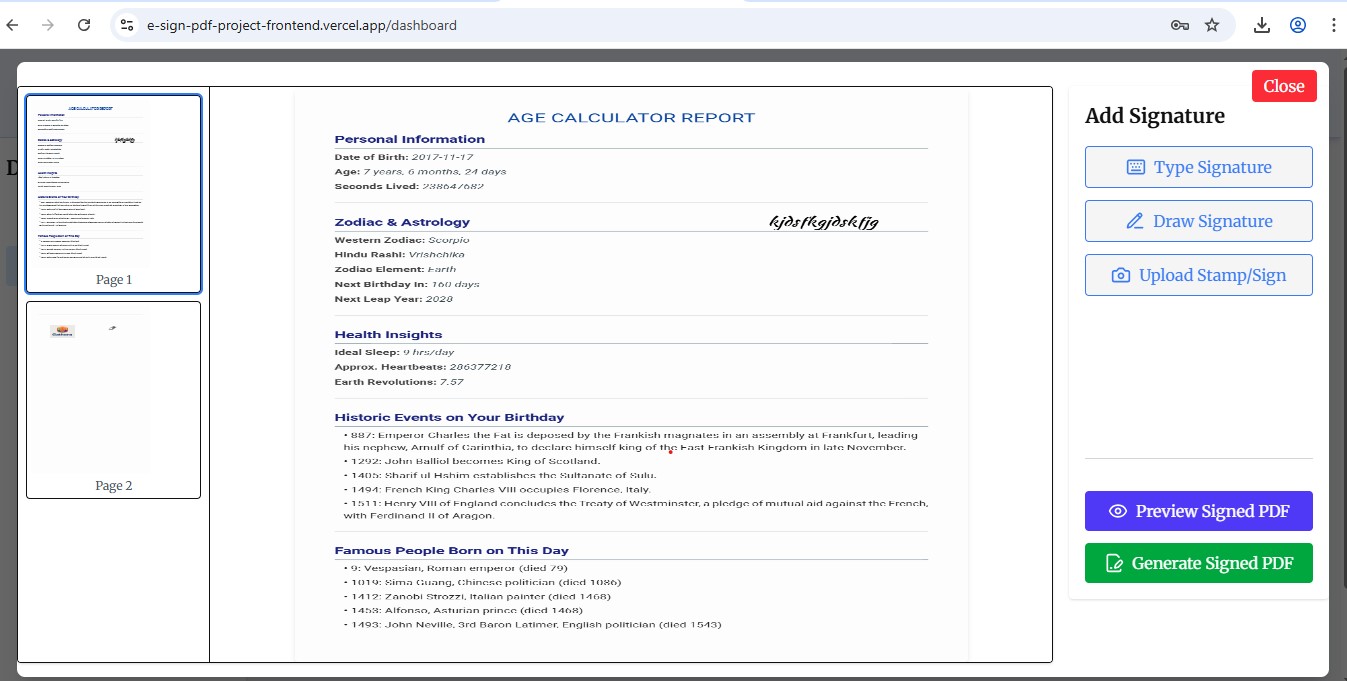 e-sign-pdf-project-frontend.vercel.app/dashboard
Close
Page 1
Page 2
AGE CALCULATOR REPORT
Personal Information
Date of Birth: 2017-11-17
Age: 7 years, 6 months, 24 days
Seconds Lived: 238647682
Zodiac & Astrology
kjdsfkgjdskfjg
Western Zodiac: Scorpio
Hindu Rashi: Vrishchika
Zodiac Element: Earth
Next Birthday In: 160 days
Next Leap Year: 2028
Health Insights
Ideal Sleep: 9 hrs/day
Approx. Heartbeats: 286377218
Earth Revolutions: 7.57
Historic Events on Your Birthday
• 887: Emperor Charles the Fat is deposed by the Frankish magnates in an assembly at Frankfurt, leading
his nephew, Arnulf of Carinthia, to declare himself king of the East Frankish Kingdom in late November.
• 1292: John Balliol becomes King of Scotland.
• 1405: Sharif ul Hshim establishes the Sultanate of Sulu.
• 1494: French King Charles VIII occupies Florence, Italy.
• 1511: Henry VIII of England concludes the Treaty of Westminster, a pledge of mutual aid against the French,
with Ferdinand II of Aragon.
Famous People Born on This Day
• 9: Vespasian, Roman emperor (died 79)
• 1019: Sima Guang, Chinese politician (died 1086)
• 1412: Zanobi Strozzi, Italian painter (died 1468)
• 1453: Alfonso, Asturian prince (died 1468)
• 1493: John Neville, 3rd Baron Latimer, English politician (died 1543)
Add Signature
Type Signature
Draw Signature
Upload Stamp/Sign
Preview Signed PDF
Generate Signed PDF